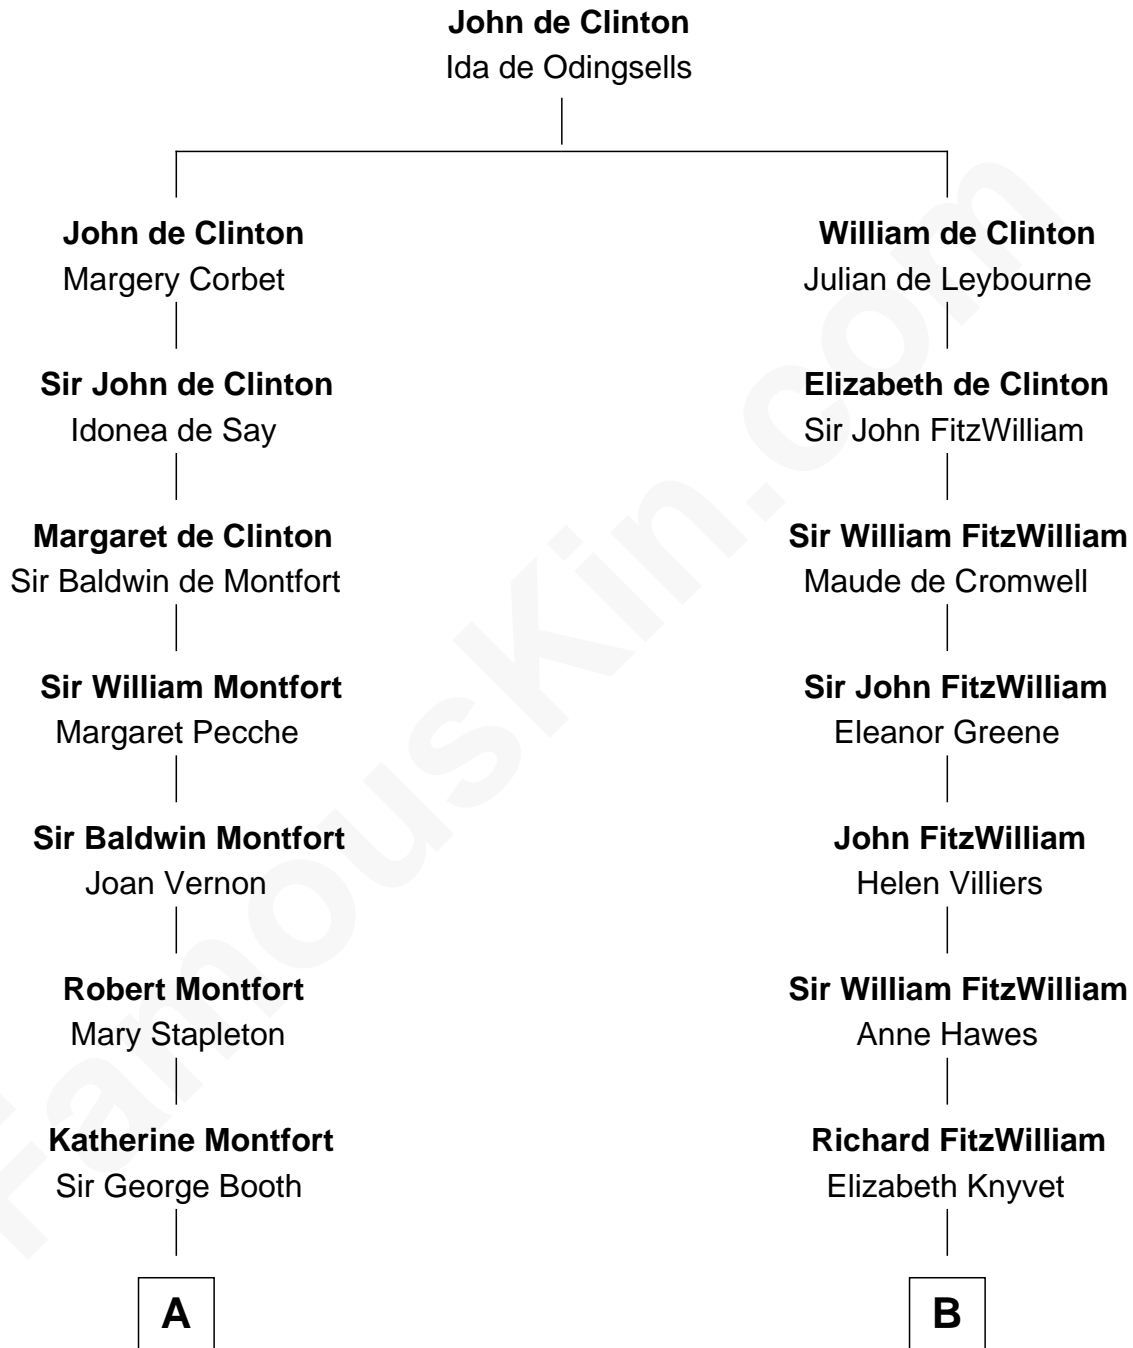 John de Clinton
Ida de Odingsells
John de Clinton
Margery Corbet
William de Clinton
Julian de Leybourne
Sir John de Clinton
Idonea de Say
Elizabeth de Clinton
Sir John FitzWilliam
Margaret de Clinton
Sir Baldwin de Montfort
Sir William FitzWilliam
Maude de Cromwell
Sir William Montfort
Margaret Pecche
Sir John FitzWilliam
Eleanor Greene
Sir Baldwin Montfort
Joan Vernon
John FitzWilliam
Helen Villiers
Robert Montfort
Mary Stapleton
Sir William FitzWilliam
Anne Hawes
Katherine Montfort
Sir George Booth
Richard FitzWilliam
Elizabeth Knyvet
A
B
FamousKin.com